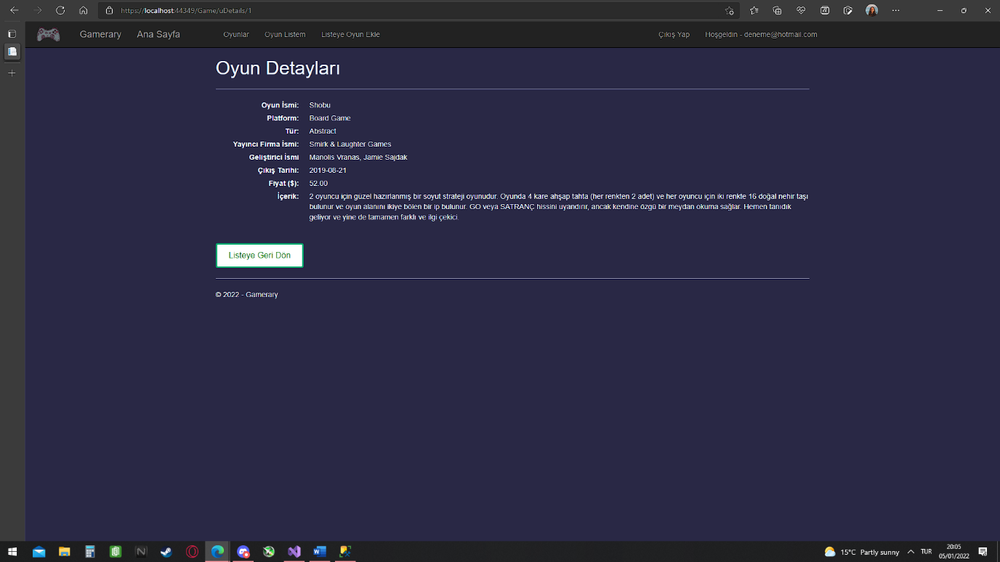 https://localhost:44349/Game/uDetails/1
Gamerary Ana Sayfa Oyunlar Oyun Listem Listeye Oyun Ekle Çıkış Yap Hoşgeldin - deneme@hotmail.com
Oyun Detayları
Oyun İsmi: Shobu
Platform: Board Game
Tür: Abstract
Yayıncı Firma İsmi: Smirk & Laughter Games
Geliştirici İsmi Manolis Vranas, Jamie Sajdak
Çıkış Tarihi: 2019-08-21
Fiyat ($): 52.00
İçerik: 2 oyuncu için güzel hazırlanmış bir soyut strateji oyunudur. Oyunda 4 kare ahşap tahta (her renkten 2 adet) ve her oyuncu için iki renkte 16 doğal nehir taşı
bulunur ve oyun alanını ikiye bölen bir ip bulunur. GO veya SATRANÇ hissini uyandırır, ancak kendine özgü bir meydan okuma sağlar. Hemen tanıdık
geliyor ve yine de tamamen farklı ve ilgi çekici.
Listeye Geri Dön
© 2022 - Gamerary
15°C Partly sunny TUR 20:05
05/01/2022